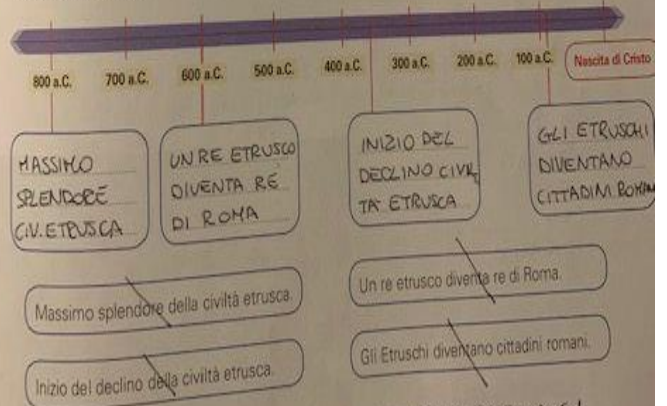 800 a.C. 700 a.C. 600 a.C. 500 a.C. 400 a.C. 300 a.C. 200 a.C. 100 a.C. Nascita di Cristo
MASSIMO
SPLENDORE
CIV. ETRUSCA
UN RE ETRUSCO
DIVENTA RE
DI ROMA
INIZIO DEL
DECLINO CIVIL
TÀ ETRUSCA
GLI ETRUSCHI
DIVENTANO
CITTADINI ROMANI
Massimo splendore della civiltà etrusca.
Un re etrusco diventa re di Roma.
Inizio del declino della civiltà etrusca.
Gli Etruschi diventano cittadini romani.